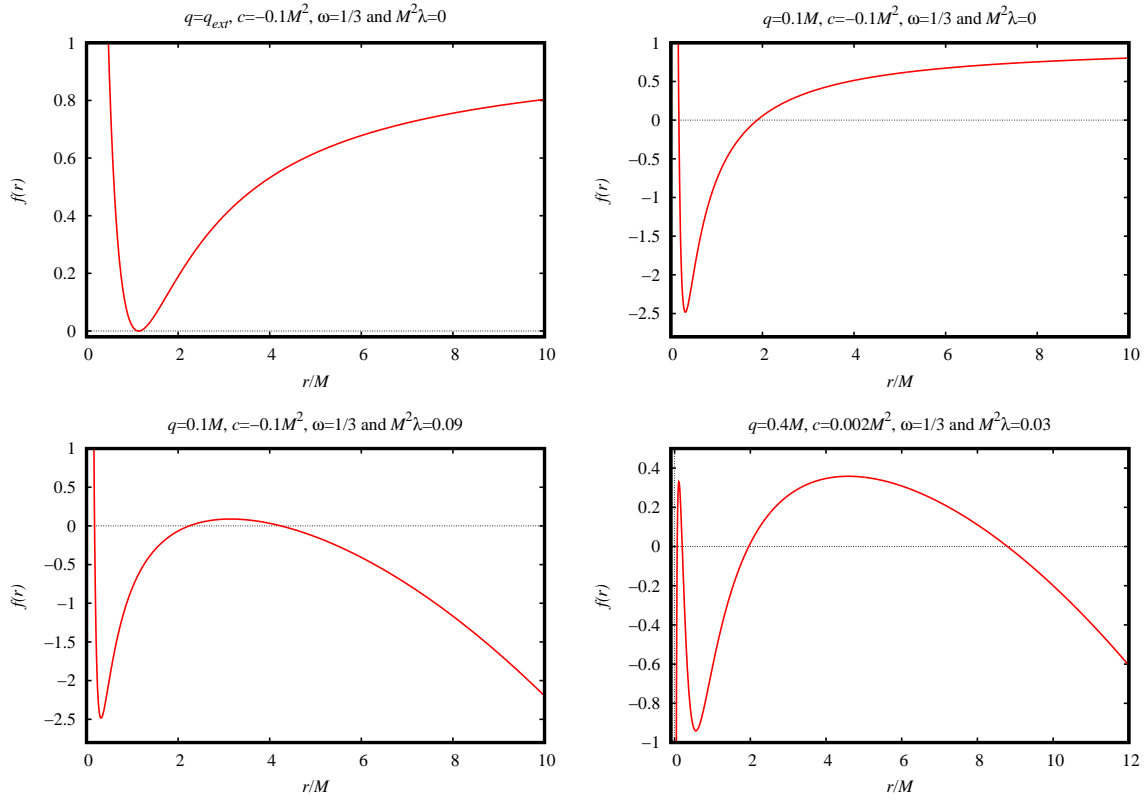 q=q_ext, c=−0.1M², ω=1/3 and M²λ=0
1
0.8
0.6
0.4
0.2
0
f(r)
0 2 4 6 8 10
r/M
q=0.1M, c=−0.1M², ω=1/3 and M²λ=0
1
0.5
0
−0.5
−1
−1.5
−2
−2.5
f(r)
0 2 4 6 8 10
r/M
q=0.1M, c=−0.1M², ω=1/3 and M²λ=0.09
1
0.5
0
−0.5
−1
−1.5
−2
−2.5
f(r)
0 2 4 6 8 10
r/M
q=0.4M, c=0.002M², ω=1/3 and M²λ=0.03
0.4
0.2
0
−0.2
−0.4
−0.6
−0.8
−1
f(r)
0 2 4 6 8 10 12
r/M